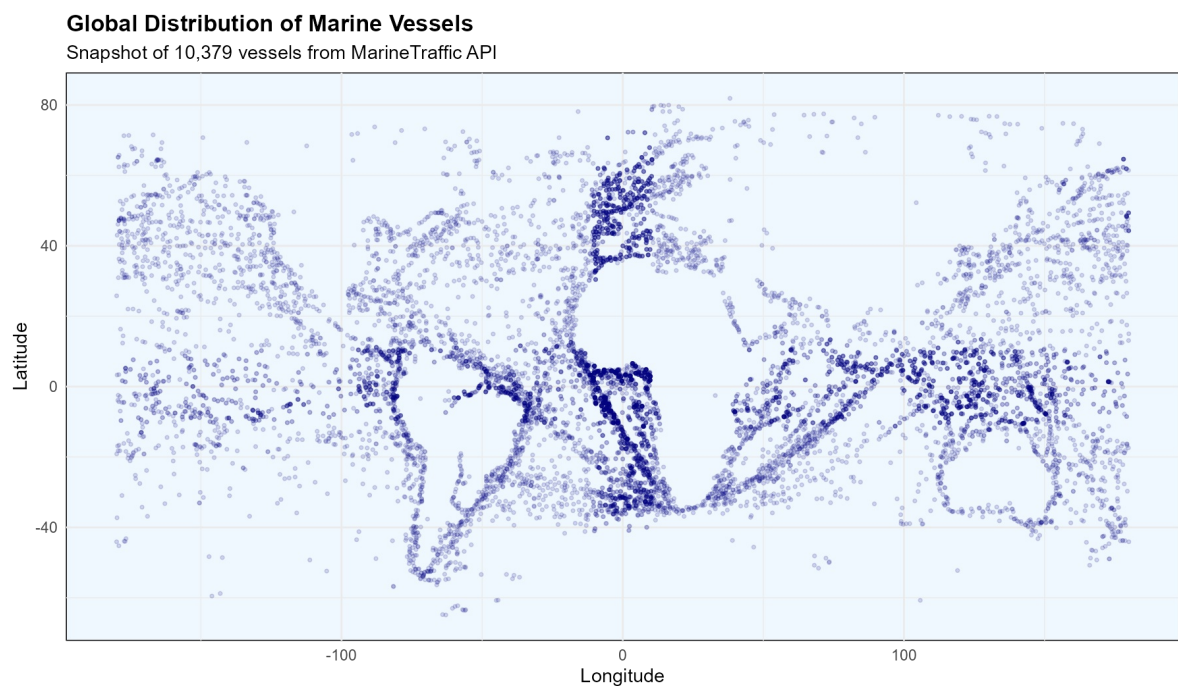 Global Distribution of Marine Vessels
Snapshot of 10,379 vessels from MarineTraffic API
80
40
0
-40
Latitude
-100
0
100
Longitude